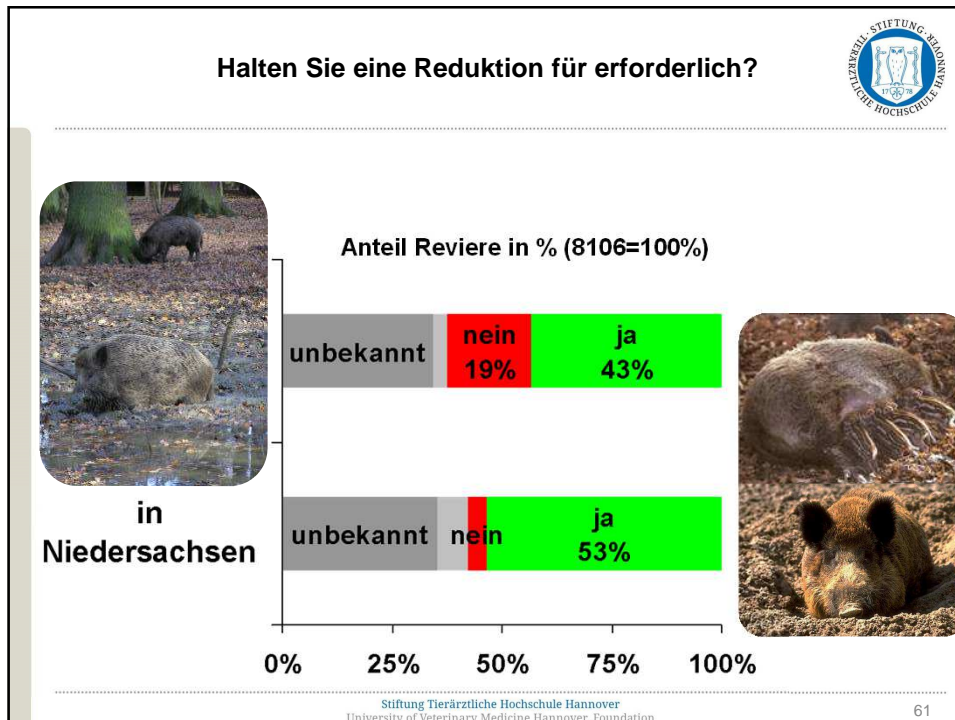 Halten Sie eine Reduktion für erforderlich?
STIFTUNG
TIERÄRZTLICHE HOCHSCHULE HANNOVER
1778
Anteil Reviere in % (8106=100%)
unbekannt
nein
19%
ja
43%
in
Niedersachsen
unbekannt
nein
ja
53%
0%
25%
50%
75%
100%
Stiftung Tierärztliche Hochschule Hannover
University of Veterinary Medicine Hannover, Foundation
61